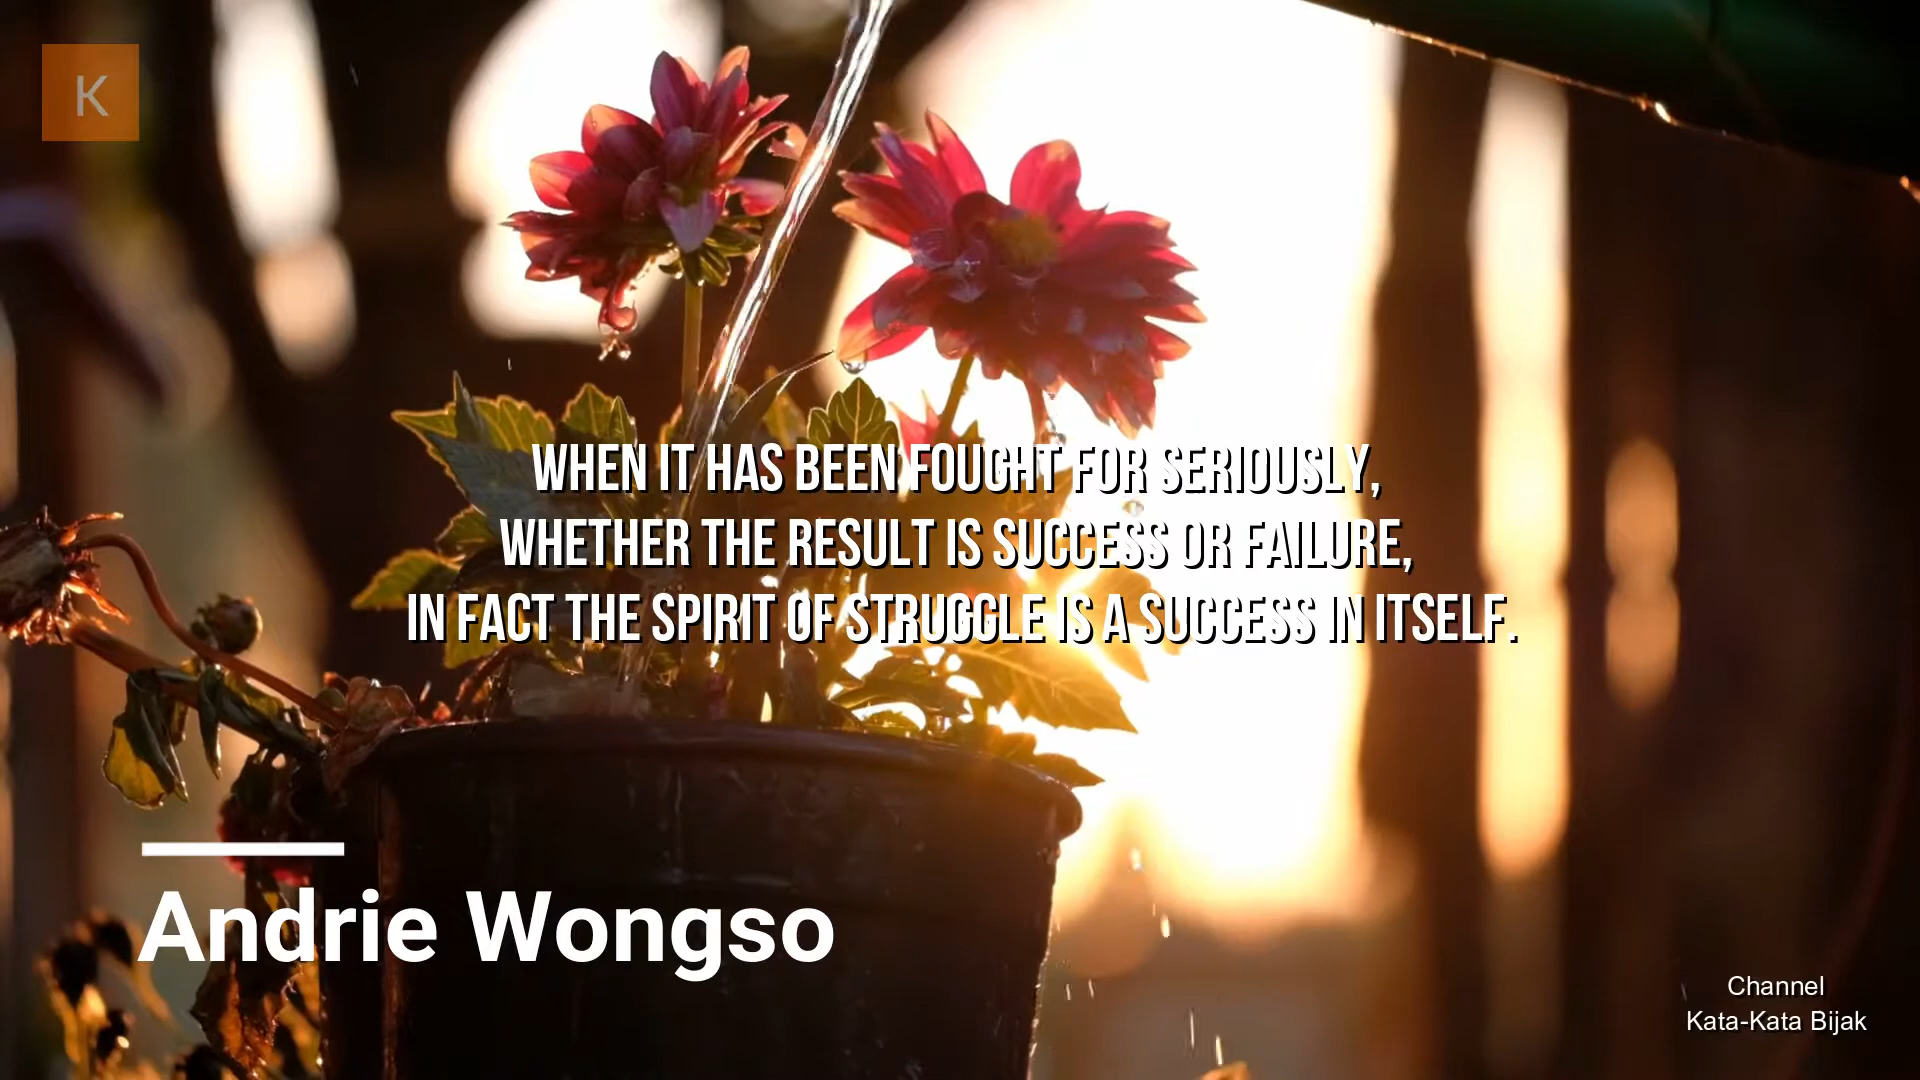 K
WHEN IT HAS BEEN FOUGHT FOR SERIOUSLY,
WHETHER THE RESULT IS SUCCESS OR FAILURE,
IN FACT THE SPIRIT OF STRUGGLE IS A SUCCESS IN ITSELF.
Andrie Wongso
Channel
Kata-Kata Bijak